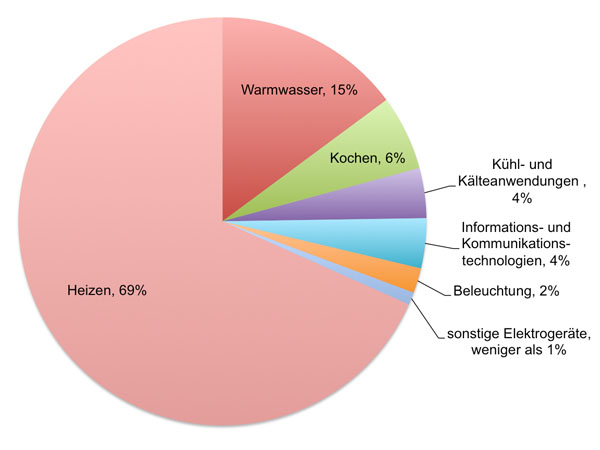 Warmwasser, 15%
Kochen, 6%
Kühl- und
Kälteanwendungen ,
4%
Informations- und
Kommunikations-
technologien, 4%
Beleuchtung, 2%
sonstige Elektrogeräte,
weniger als 1%
Heizen, 69%